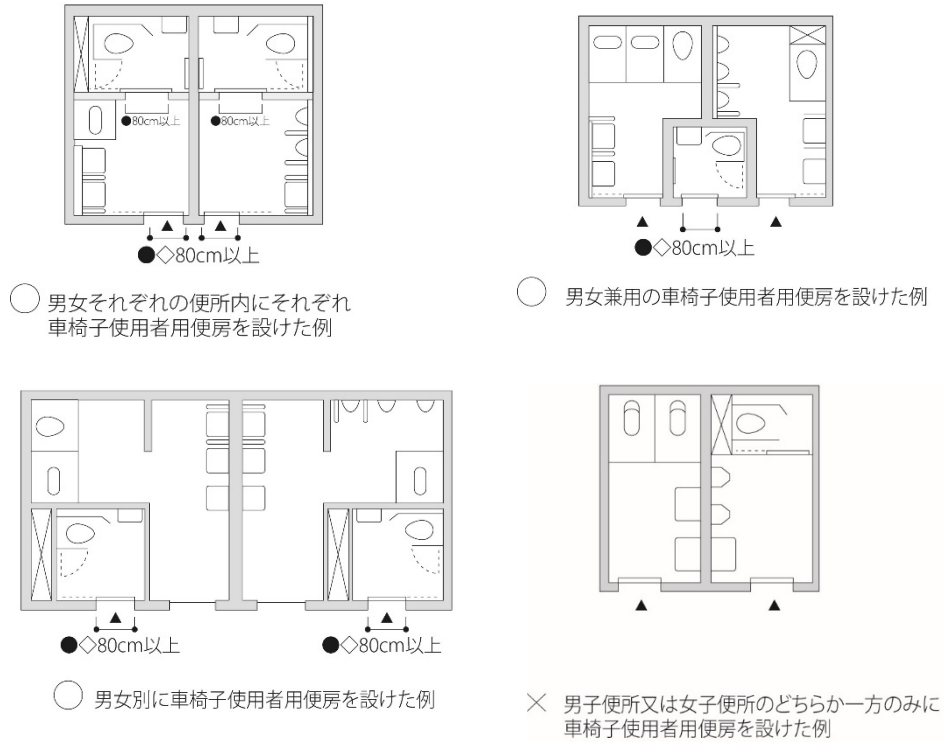 ●80cm以上
●80cm以上
▲
▲
●◇80cm以上
○ 男女それぞれの便所内にそれぞれ
車椅子使用者用便房を設けた例
▲
▲
●◇80cm以上
○ 男女兼用の車椅子使用者用便房を設けた例
▲
▲
●◇80cm以上
●◇80cm以上
○ 男女別に車椅子使用者用便房を設けた例
▲
▲
× 男子便所又は女子便所のどちらか一方のみに
車椅子使用者用便房を設けた例